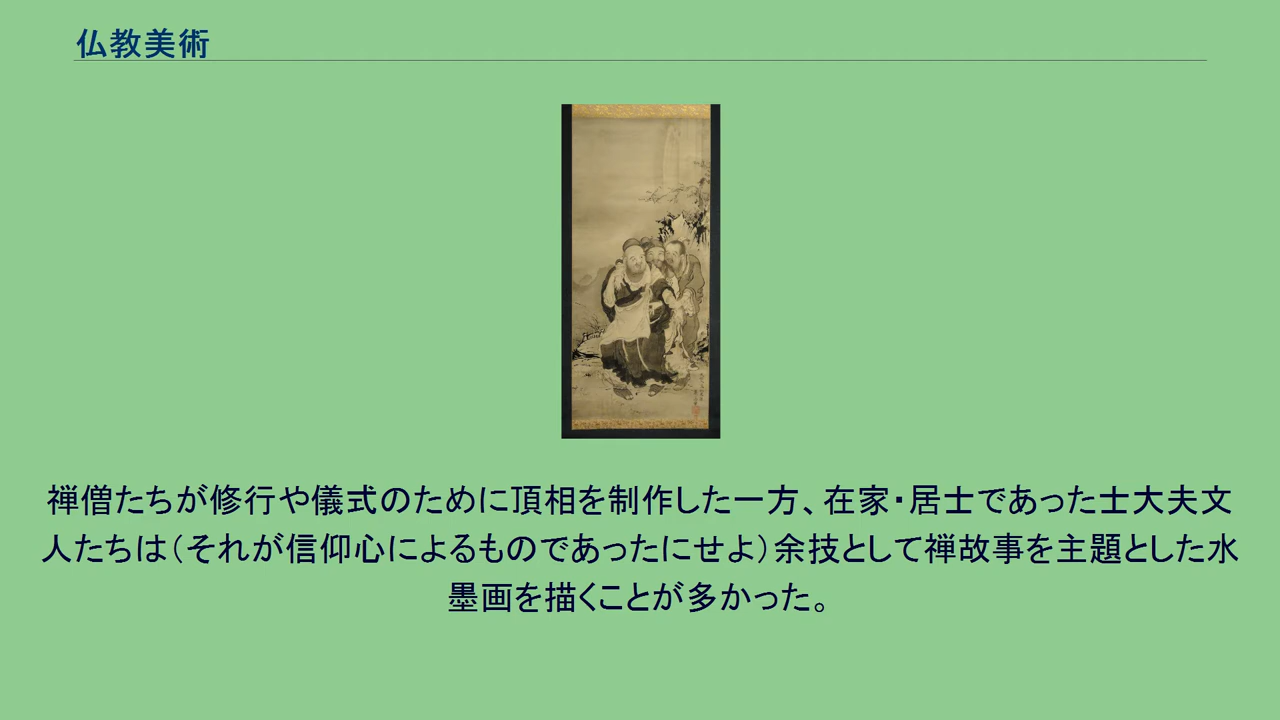 仏教美術
禅僧たちが修行や儀式のために頂相を制作した一方、在家・居士であった士大夫文
人たちは(それが信仰心によるものであったにせよ)余技として禅故事を主題とした水
墨画を描くことが多かった。